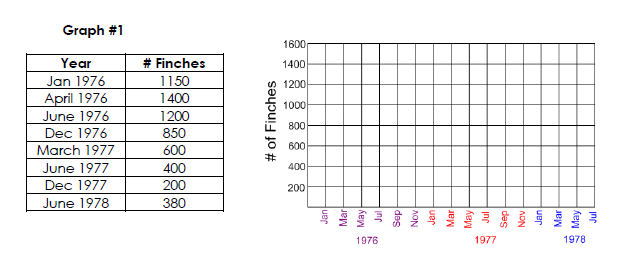 Graph #1
Year # Finches
Jan 1976 1150
April 1976 1400
June 1976 1200
Dec 1976 850
March 1977 600
June 1977 400
Dec 1977 200
June 1978 380
# of Finches
1600
1400
1200
1000
800
600
400
200
Jan Mar May Jul Sep Nov Jan Mar May Jul Sep Nov Jan Mar May Jul
1976 1977 1978